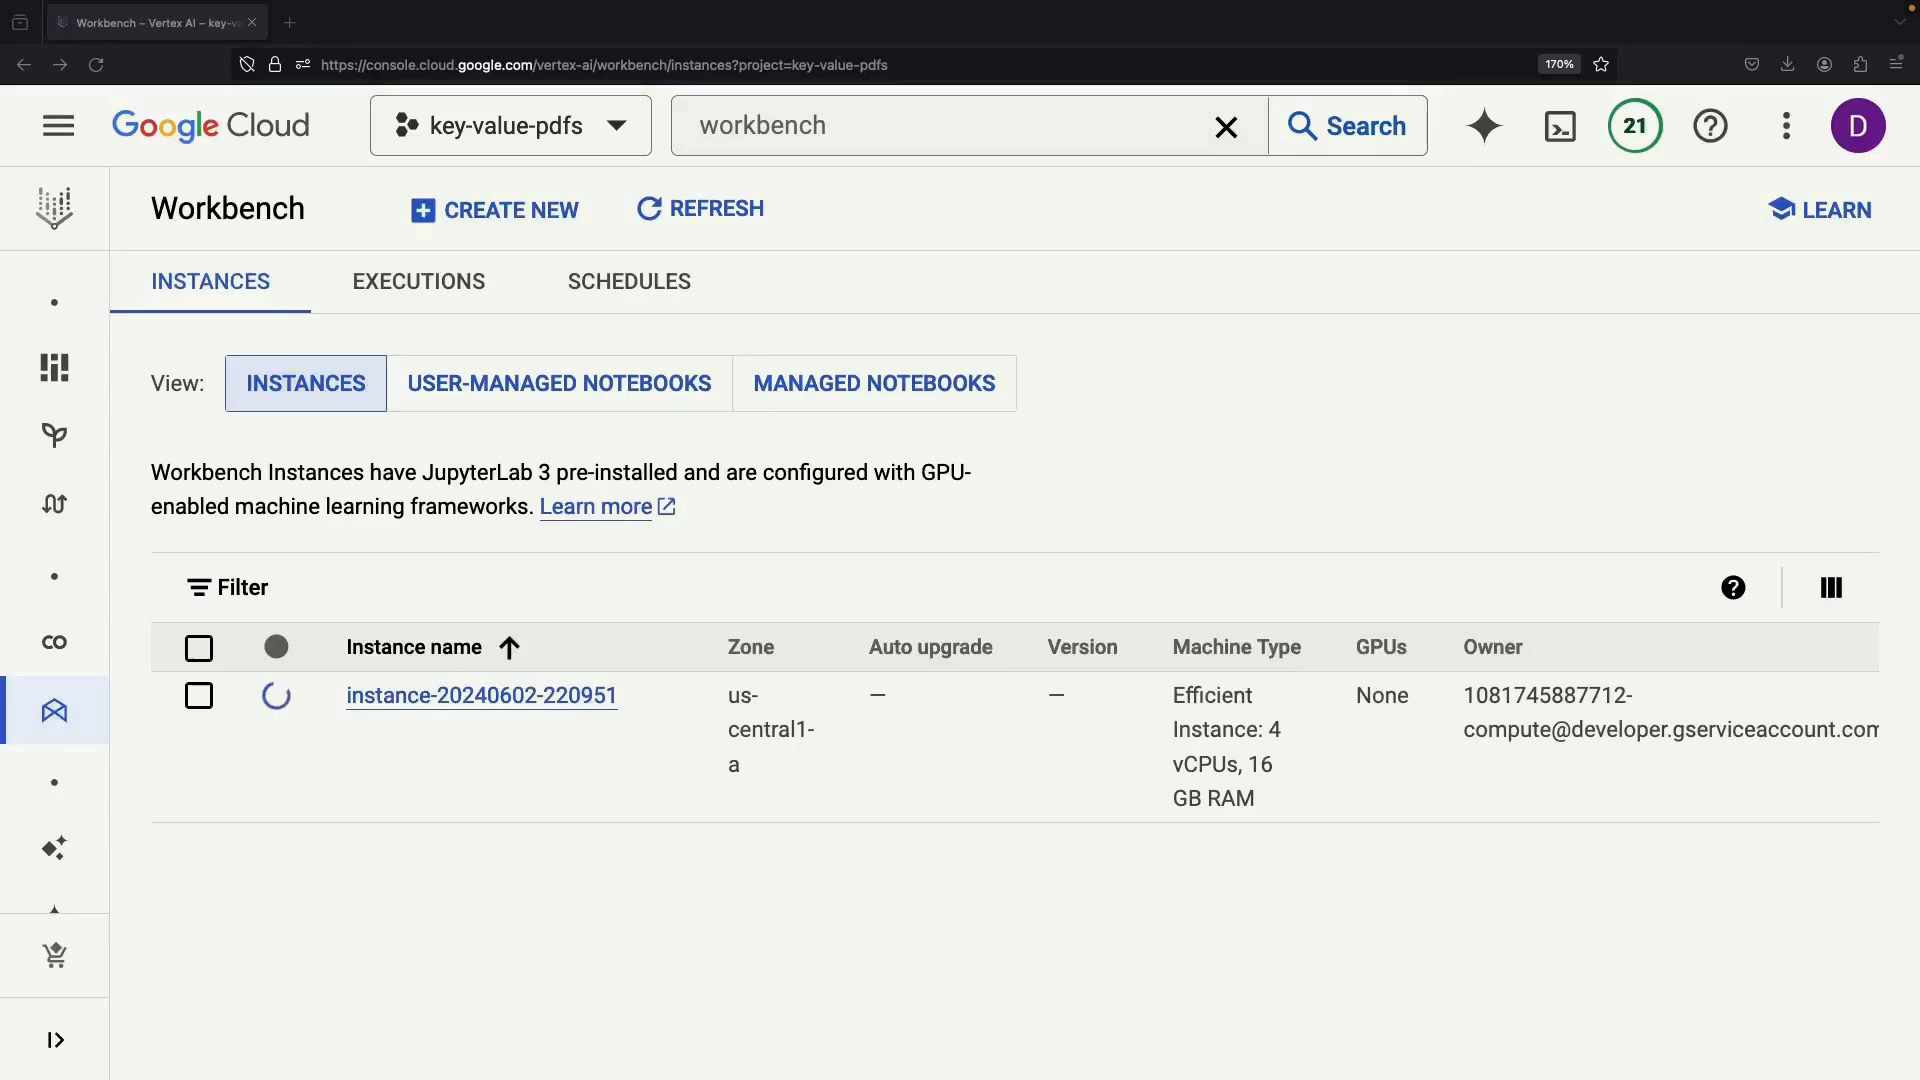 Workbench – Vertex AI – key-va
https://console.cloud.google.com/vertex-ai/workbench/instances?project=key-value-pdfs
170%
Google Cloud
key-value-pdfs
workbench
Search
21
D
Workbench
CREATE NEW
REFRESH
LEARN
INSTANCES
EXECUTIONS
SCHEDULES
View:
INSTANCES
USER-MANAGED NOTEBOOKS
MANAGED NOTEBOOKS
Workbench Instances have JupyterLab 3 pre-installed and are configured with GPU-
enabled machine learning frameworks. Learn more
Filter
Instance name
Zone
Auto upgrade
Version
Machine Type
GPUs
Owner
instance-20240602-220951
us-
central1-
a
—
—
Efficient
Instance: 4
vCPUs, 16
GB RAM
None
1081745887712-
compute@developer.gserviceaccount.com